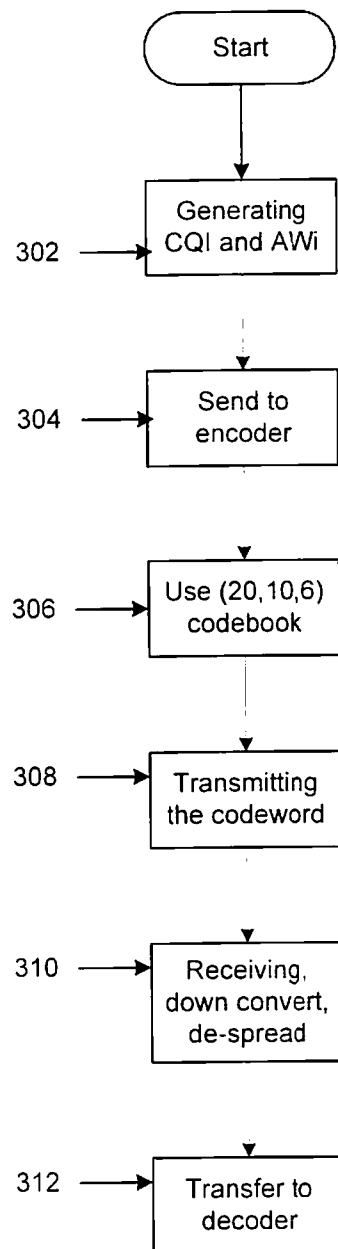 Start
Generating
302
CQI and AWi
Send to
304
encoder
Use (20,10,6)
306
codebook
308
Transmitting
the codeword
310
Receiving,
down convert,
de-spread
312
Transfer to
decoder